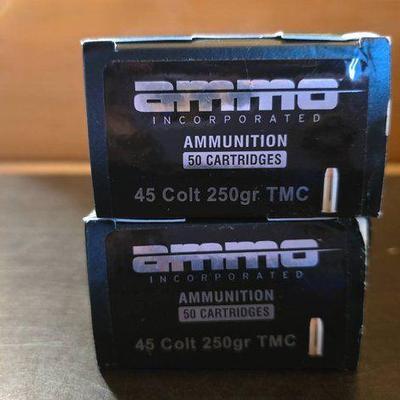 ammo
INCORPORATED
AMMUNITION
50 CARTRIDGES
45 Colt 250gr TMC
ammo
INCORPORATED
AMMUNITION
50 CARTRIDGES
45 Colt 250gr TMC